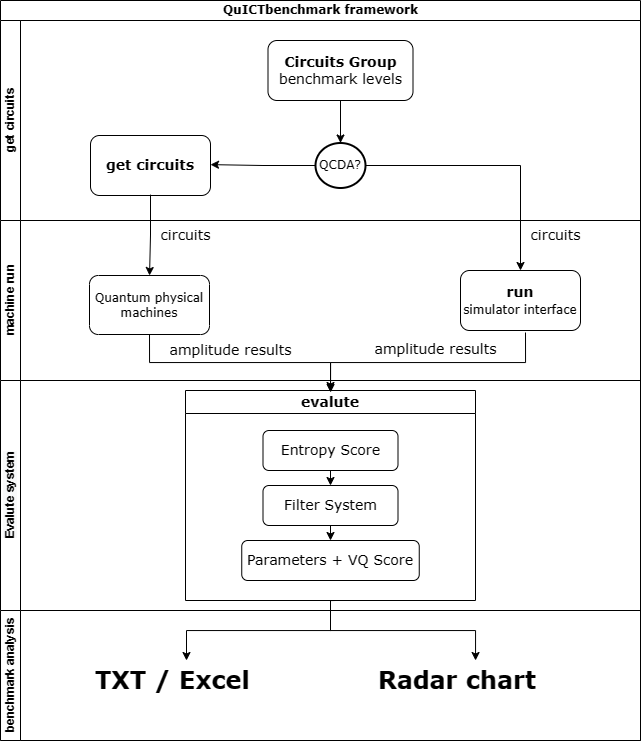 QuICTbenchmark framework
get circuits
Circuits Group
benchmark levels
QCDA?
get circuits
machine run
circuits
circuits
Quantum physical
machines
run
simulator interface
amplitude results
amplitude results
Evalute system
evalute
Entropy Score
Filter System
Parameters + VQ Score
benchmark analysis
TXT / Excel
Radar chart